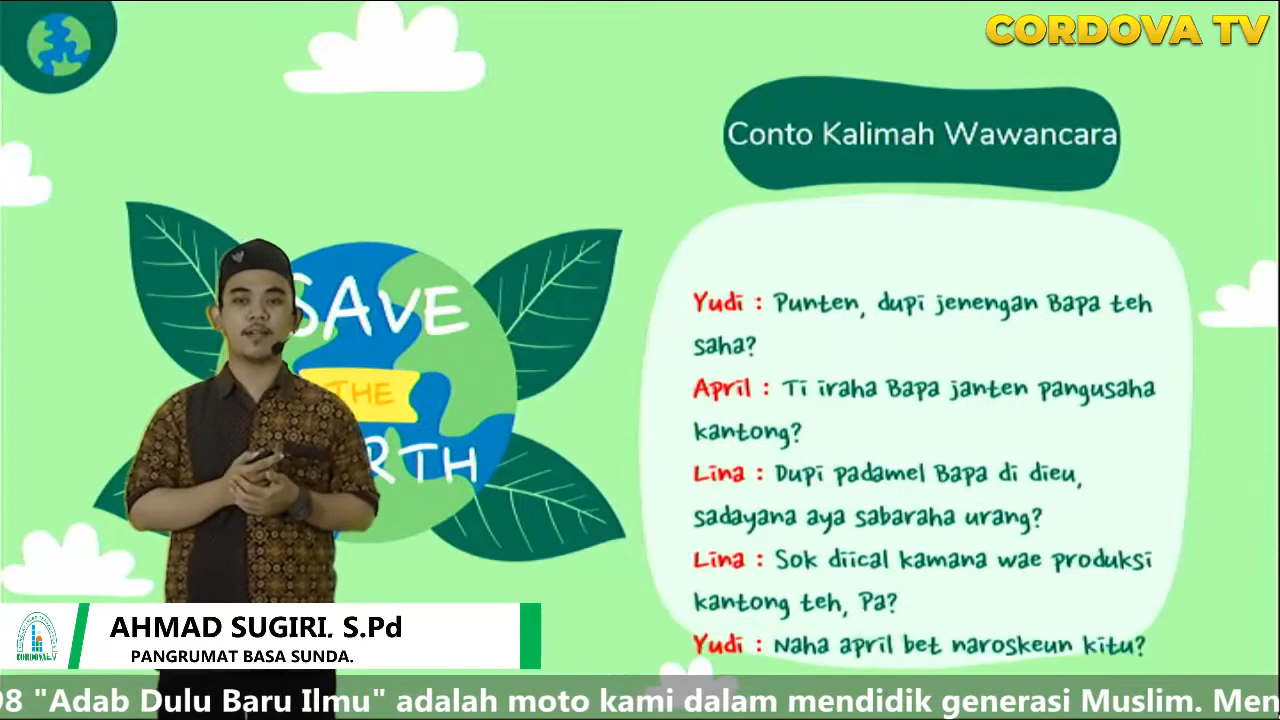 CORDOVA TV
Conto Kalimah Wawancara
SAVE
THE
RTH
Yudi : Punten, dupi jenengan Bapa teh
saha?
April : Ti iraha Bapa janten pangusaha
kantong?
Lina : Dupi padamel Bapa di dieu,
sadayana aya sabaraha urang?
Lina : Sok diical kamana wae produksi
kantong teh, Pa?
Yudi : Naha april bet naroskeun kitu?
CORDOVA TV
AHMAD SUGIRI. S.Pd
PANGRUMAT BASA SUNDA.
98 "Adab Dulu Baru Ilmu" adalah moto kami dalam mendidik generasi Muslim. Men